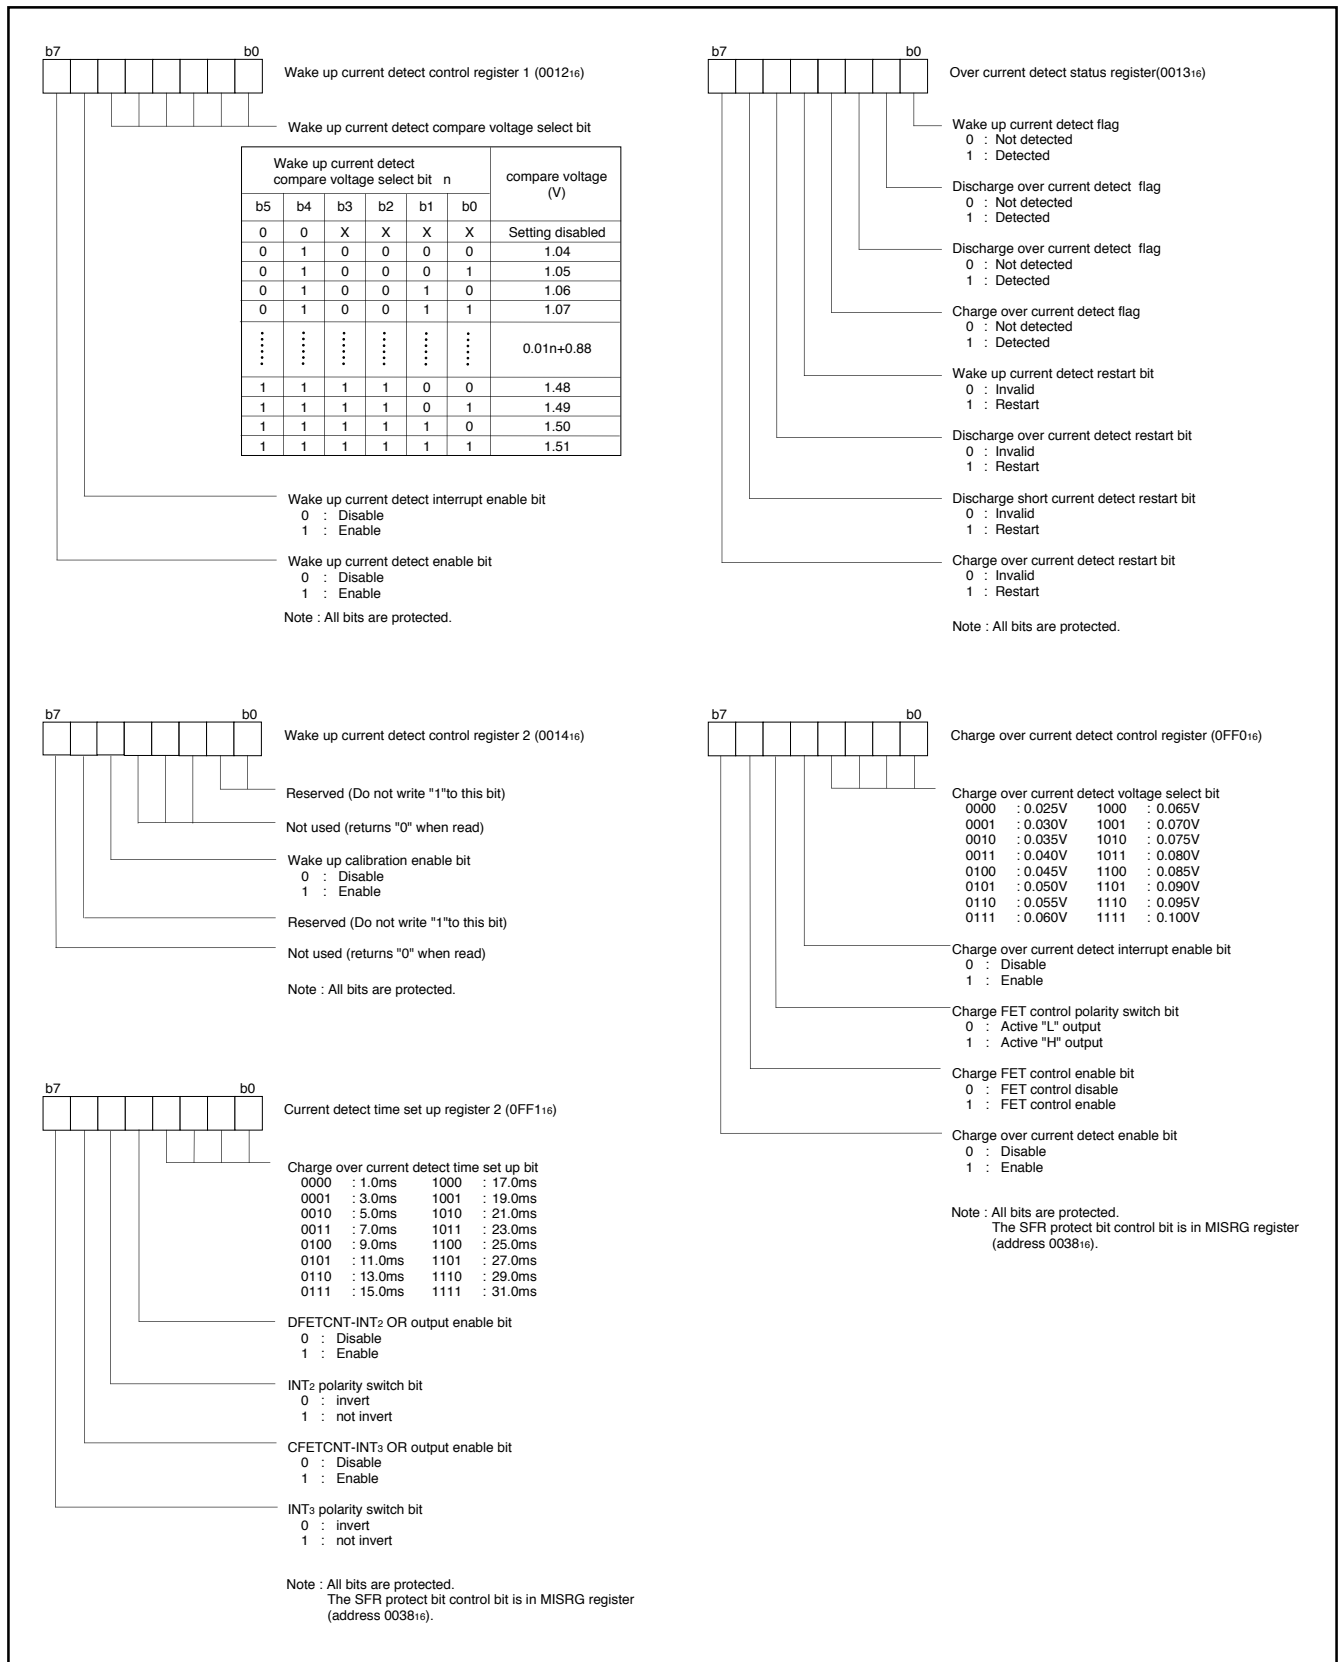 b7 b0
Wake up current detect control register 1 (0012₁₆)
Wake up current detect compare voltage select bit
Wake up current detect
compare voltage select bit n
compare voltage
(V)
b5 b4 b3 b2 b1 b0
0 0 X X X X Setting disabled
0 1 0 0 0 0 1.04
0 1 0 0 0 1 1.05
0 1 0 0 1 0 1.06
0 1 0 0 1 1 1.07
0.01n+0.88
1 1 1 1 0 0 1.48
1 1 1 1 0 1 1.49
1 1 1 1 1 0 1.50
1 1 1 1 1 1 1.51
Wake up current detect interrupt enable bit
0 : Disable
1 : Enable
Wake up current detect enable bit
0 : Disable
1 : Enable
Note : All bits are protected.
b7 b0
Over current detect status register(0013₁₆)
Wake up current detect flag
0 : Not detected
1 : Detected
Discharge over current detect flag
0 : Not detected
1 : Detected
Discharge over current detect flag
0 : Not detected
1 : Detected
Charge over current detect flag
0 : Not detected
1 : Detected
Wake up current detect restart bit
0 : Invalid
1 : Restart
Discharge over current detect restart bit
0 : Invalid
1 : Restart
Discharge short current detect restart bit
0 : Invalid
1 : Restart
Charge over current detect restart bit
0 : Invalid
1 : Restart
Note : All bits are protected.
b7 b0
Wake up current detect control register 2 (0014₁₆)
Reserved (Do not write "1"to this bit)
Not used (returns "0" when read)
Wake up calibration enable bit
0 : Disable
1 : Enable
Reserved (Do not write "1"to this bit)
Not used (returns "0" when read)
Note : All bits are protected.
b7 b0
Charge over current detect control register (0FF0₁₆)
Charge over current detect voltage select bit
0000 : 0.025V 1000 : 0.065V
0001 : 0.030V 1001 : 0.070V
0010 : 0.035V 1010 : 0.075V
0011 : 0.040V 1011 : 0.080V
0100 : 0.045V 1100 : 0.085V
0101 : 0.050V 1101 : 0.090V
0110 : 0.055V 1110 : 0.095V
0111 : 0.060V 1111 : 0.100V
Charge over current detect interrupt enable bit
0 : Disable
1 : Enable
Charge FET control polarity switch bit
0 : Active "L" output
1 : Active "H" output
Charge FET control enable bit
0 : FET control disable
1 : FET control enable
Charge over current detect enable bit
0 : Disable
1 : Enable
Note : All bits are protected.
The SFR protect bit control bit is in MISRG register
(address 0038₁₆).
b7 b0
Current detect time set up register 2 (0FF1₁₆)
Charge over current detect time set up bit
0000 : 1.0ms 1000 : 17.0ms
0001 : 3.0ms 1001 : 19.0ms
0010 : 5.0ms 1010 : 21.0ms
0011 : 7.0ms 1011 : 23.0ms
0100 : 9.0ms 1100 : 25.0ms
0101 : 11.0ms 1101 : 27.0ms
0110 : 13.0ms 1110 : 29.0ms
0111 : 15.0ms 1111 : 31.0ms
DFETCNT-INT₂ OR output enable bit
0 : Disable
1 : Enable
INT₂ polarity switch bit
0 : invert
1 : not invert
CFETCNT-INT₃ OR output enable bit
0 : Disable
1 : Enable
INT₃ polarity switch bit
0 : invert
1 : not invert
Note : All bits are protected.
The SFR protect bit control bit is in MISRG register
(address 0038₁₆).